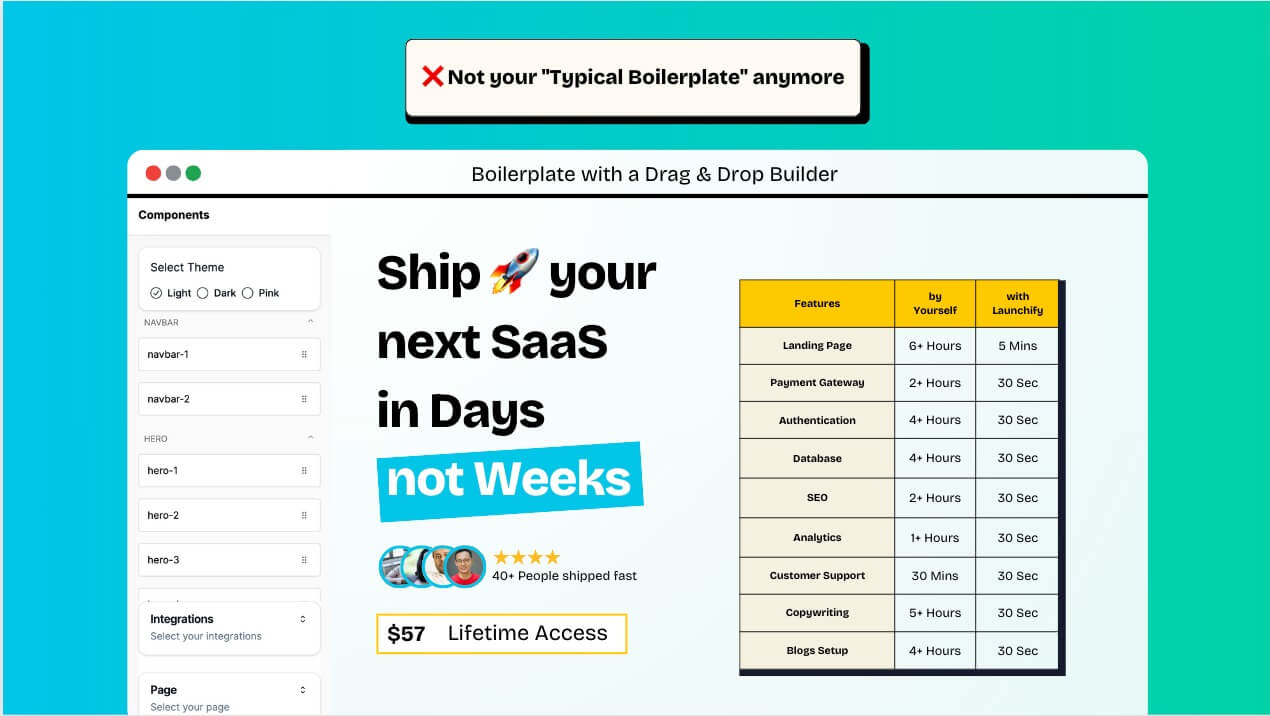 ❌ Not your "Typical Boilerplate" anymore
Boilerplate with a Drag & Drop Builder
Components
Select Theme
Light Dark Pink
NAVBAR
navbar-1
navbar-2
HERO
hero-1
hero-2
hero-3
Integrations
Select your integrations
Page
Select your page
Ship 🚀 your
next SaaS
in Days
not Weeks
40+ People shipped fast
$57 Lifetime Access
Features by Yourself with Launchify
Landing Page 6+ Hours 5 Mins
Payment Gateway 2+ Hours 30 Sec
Authentication 4+ Hours 30 Sec
Database 4+ Hours 30 Sec
SEO 2+ Hours 30 Sec
Analytics 1+ Hours 30 Sec
Customer Support 30 Mins 30 Sec
Copywriting 5+ Hours 30 Sec
Blogs Setup 4+ Hours 30 Sec